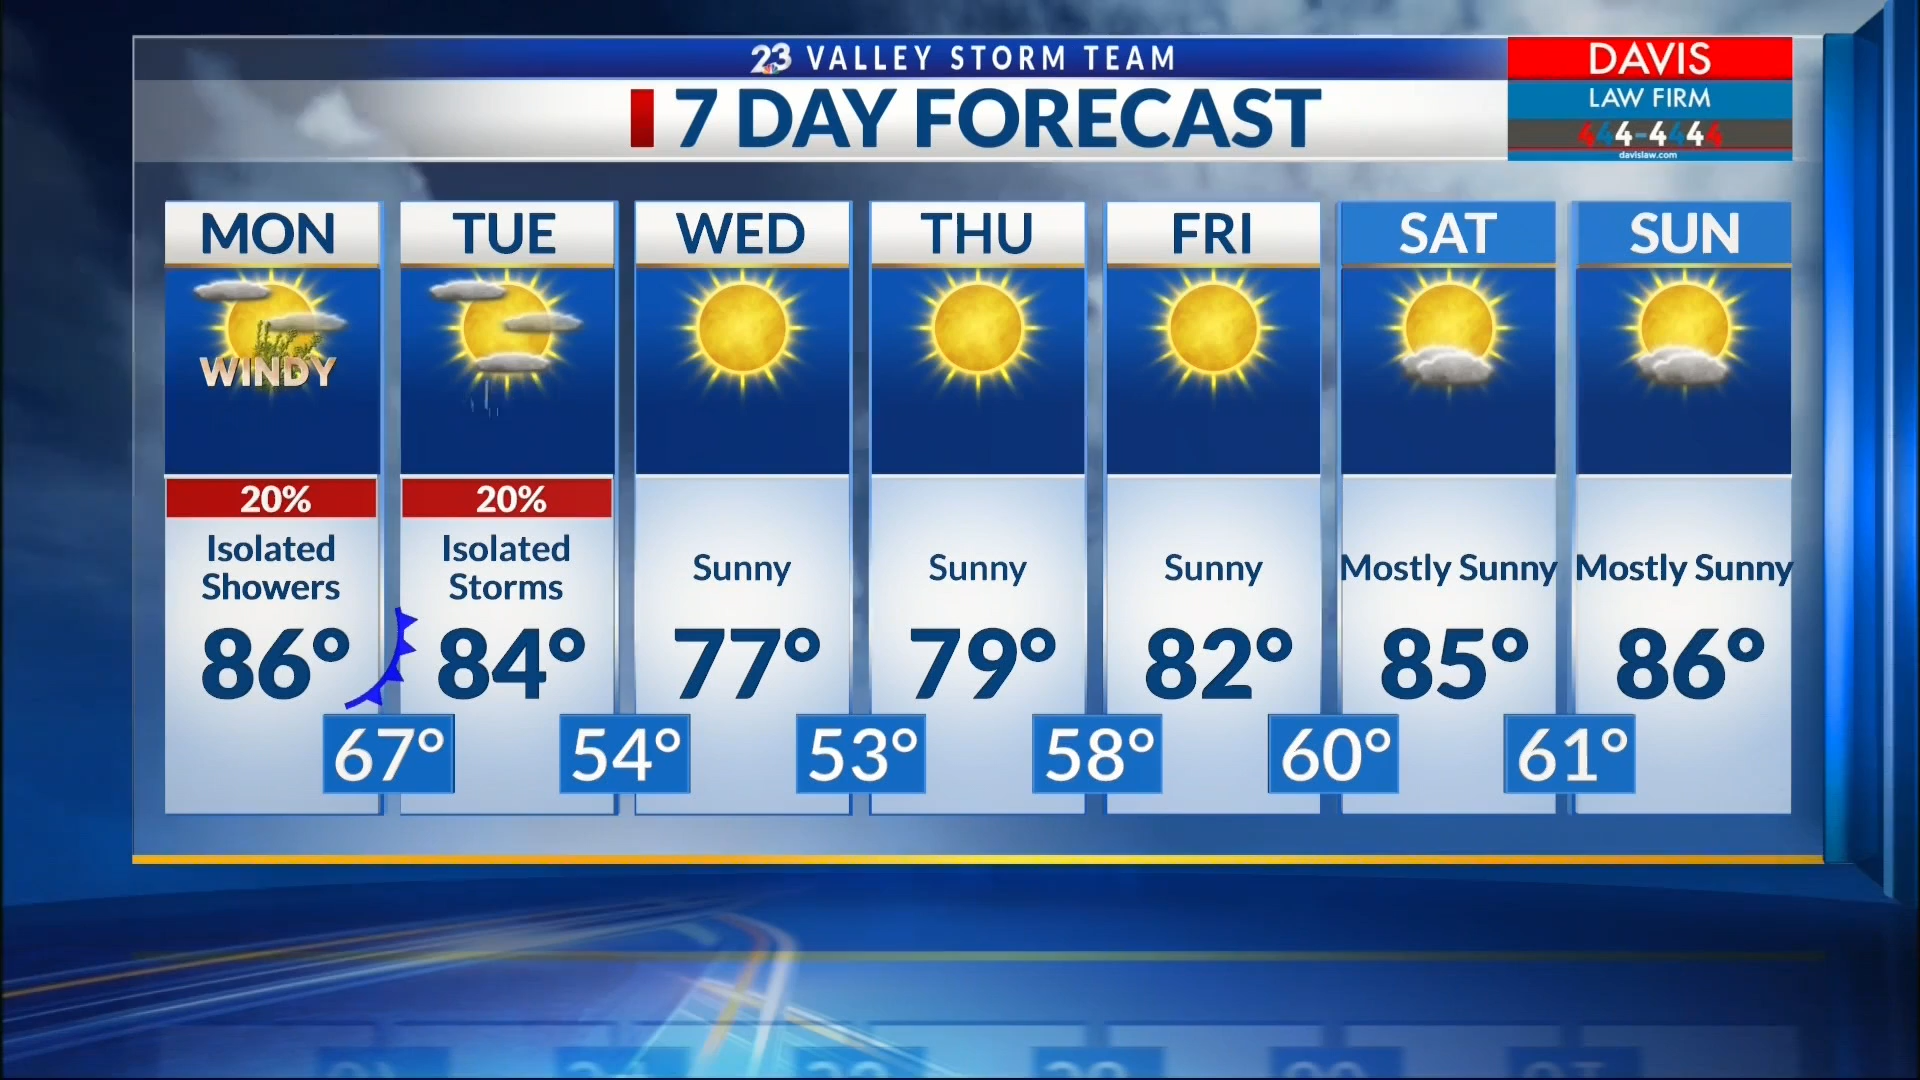 23 VALLEY STORM TEAM
7 DAY FORECAST
DAVIS
LAW FIRM
444-4444
davislaw.com
MON
WINDY
20%
Isolated
Showers
86°
67°
TUE
20%
Isolated
Storms
84°
54°
WED
Sunny
77°
53°
THU
Sunny
79°
58°
FRI
Sunny
82°
60°
SAT
Mostly Sunny
85°
61°
SUN
Mostly Sunny
86°